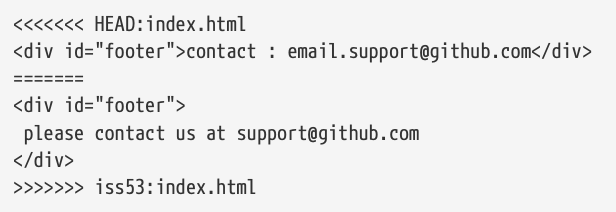 <<<<<<< HEAD:index.html
<div id="footer">contact : email.support@github.com</div>
=======
<div id="footer">
 please contact us at support@github.com
</div>
>>>>>>> iss53:index.html